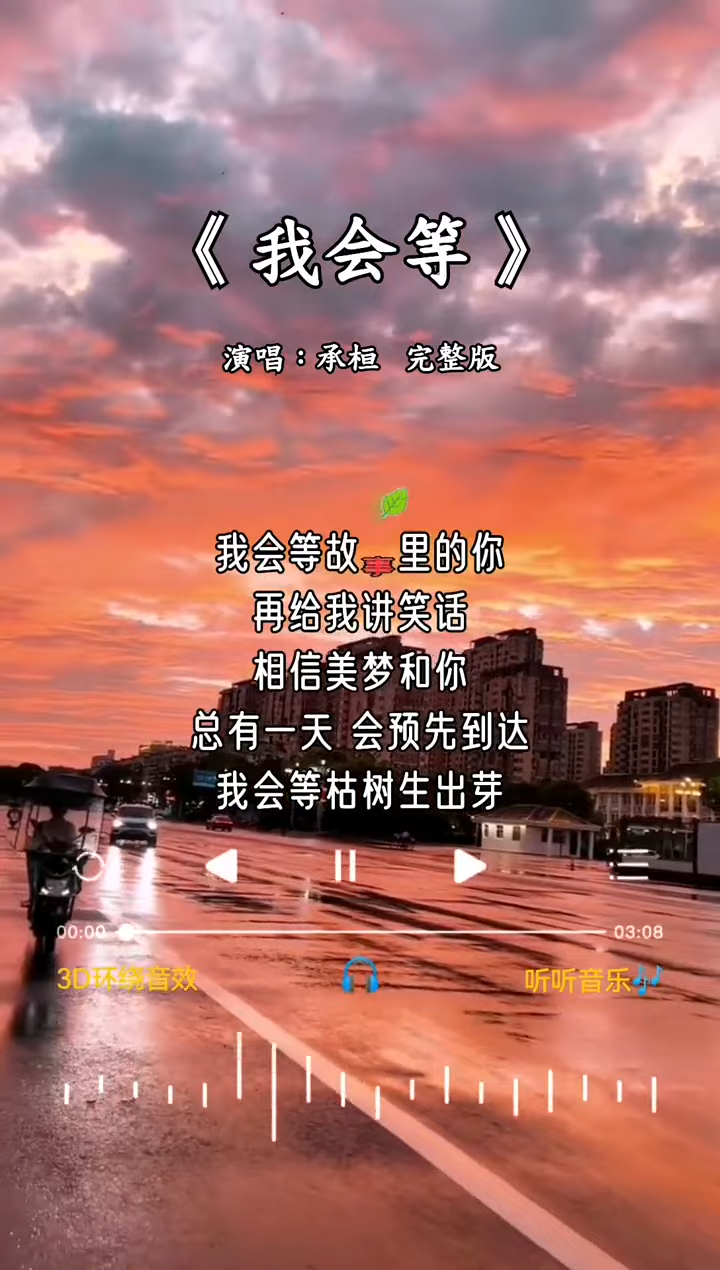 《我会等》
演唱：承桓 完整版
我会等故事里的你
再给我讲笑话
相信美梦和你
总有一天 会预先到达
我会等枯树生出芽
00:00 03:08
3D环绕音效 听听音乐